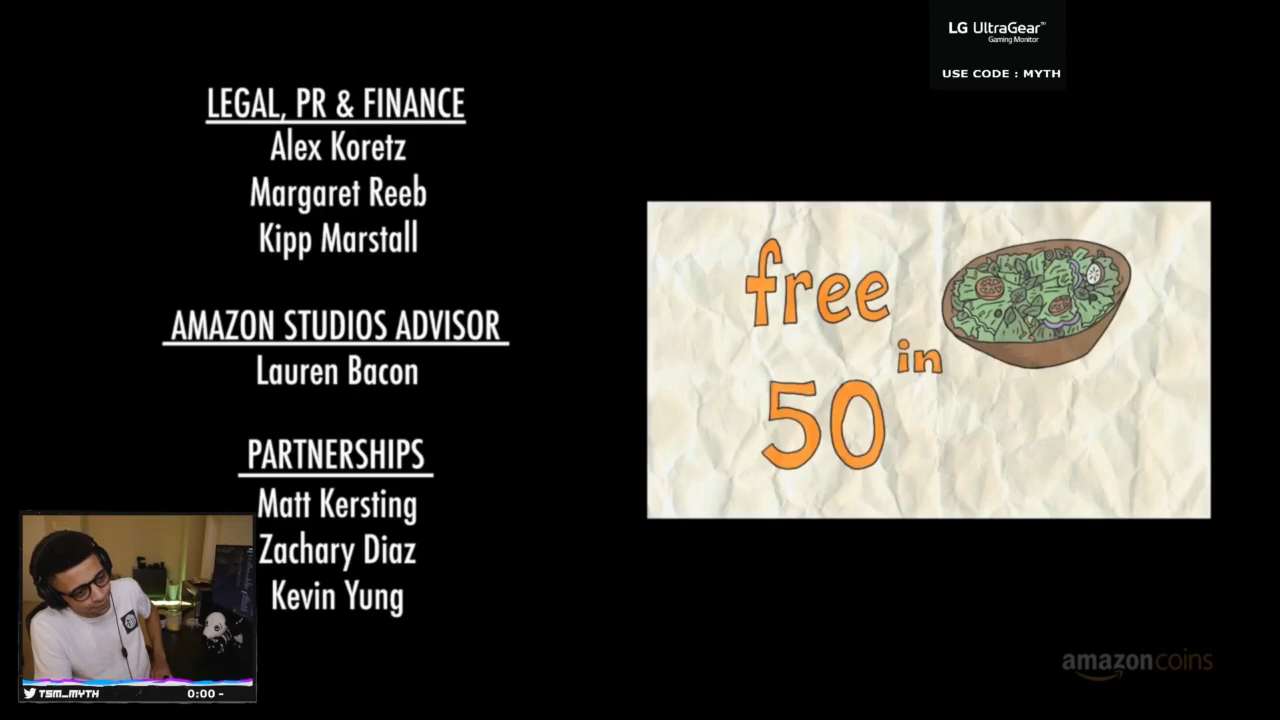 LG UltraGear™
Gaming Monitor
USE CODE : MYTH
LEGAL, PR & FINANCE
Alex Koretz
Margaret Reeb
Kipp Marstall
AMAZON STUDIOS ADVISOR
Lauren Bacon
PARTNERSHIPS
Matt Kersting
Zachary Diaz
Kevin Yung
free
in
50
amazoncoins
TSM_MYTH
0:00 -